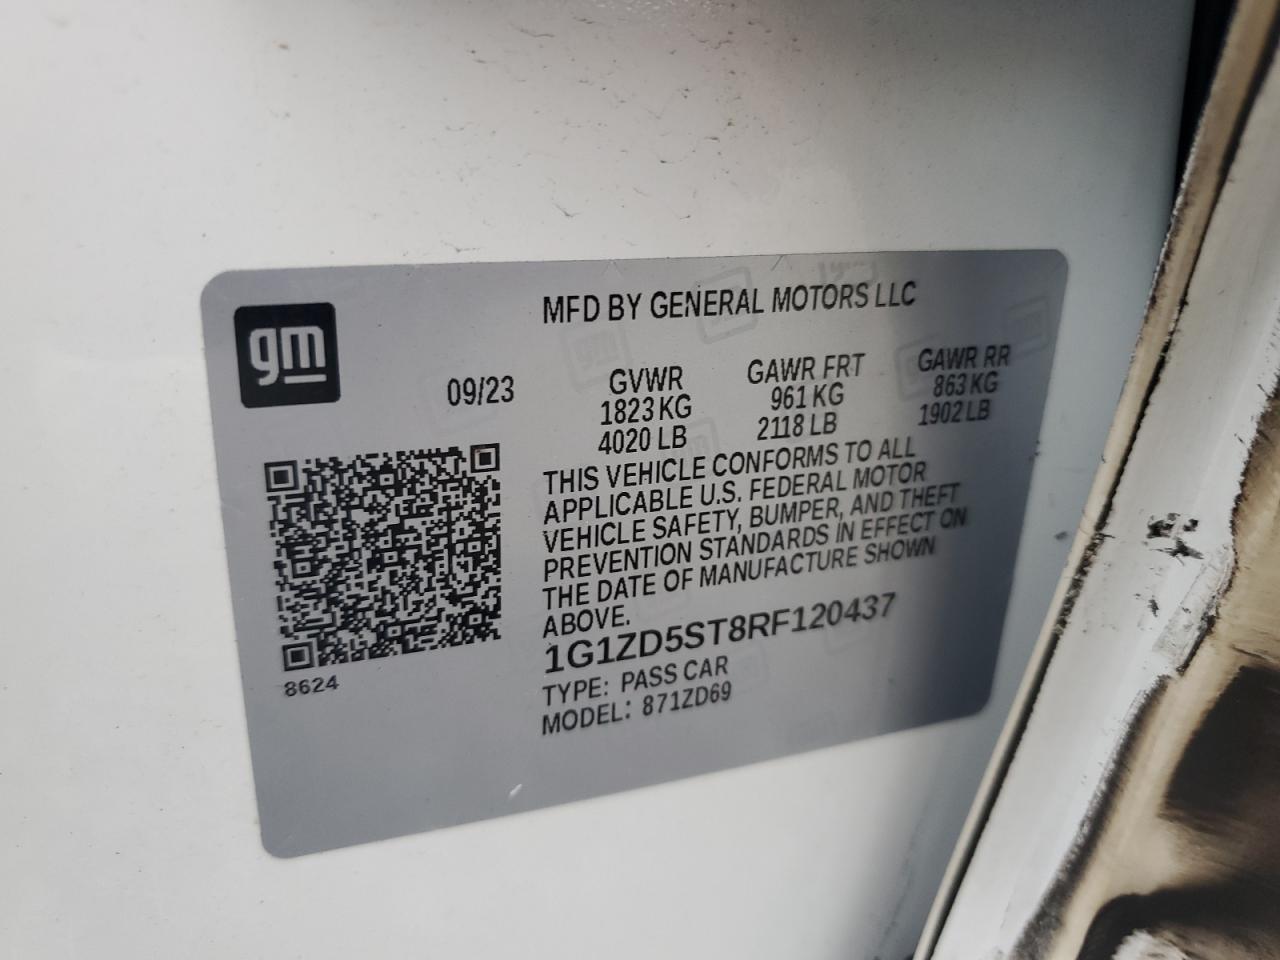 gm
MFD BY GENERAL MOTORS LLC
09/23
GVWR
1823 KG
4020 LB
GAWR FRT
961 KG
2118 LB
GAWR RR
863 KG
1902 LB
THIS VEHICLE CONFORMS TO ALL
APPLICABLE U.S. FEDERAL MOTOR
VEHICLE SAFETY, BUMPER, AND THEFT
PREVENTION STANDARDS IN EFFECT ON
THE DATE OF MANUFACTURE SHOWN
ABOVE.
1G1ZD5ST8RF120437
TYPE: PASS CAR
MODEL: 871ZD69
8624